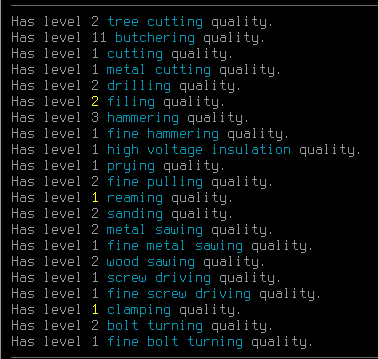 Has level 2 tree cutting quality.
Has level 11 butchering quality.
Has level 1 cutting quality.
Has level 1 metal cutting quality.
Has level 2 drilling quality.
Has level 2 filing quality.
Has level 3 hammering quality.
Has level 1 fine hammering quality.
Has level 1 high voltage insulation quality.
Has level 1 prying quality.
Has level 2 fine pulling quality.
Has level 1 reaming quality.
Has level 2 sanding quality.
Has level 2 metal sawing quality.
Has level 1 fine metal sawing quality.
Has level 2 wood sawing quality.
Has level 1 screw driving quality.
Has level 1 fine screw driving quality.
Has level 1 clamping quality.
Has level 2 bolt turning quality.
Has level 1 fine bolt turning quality.